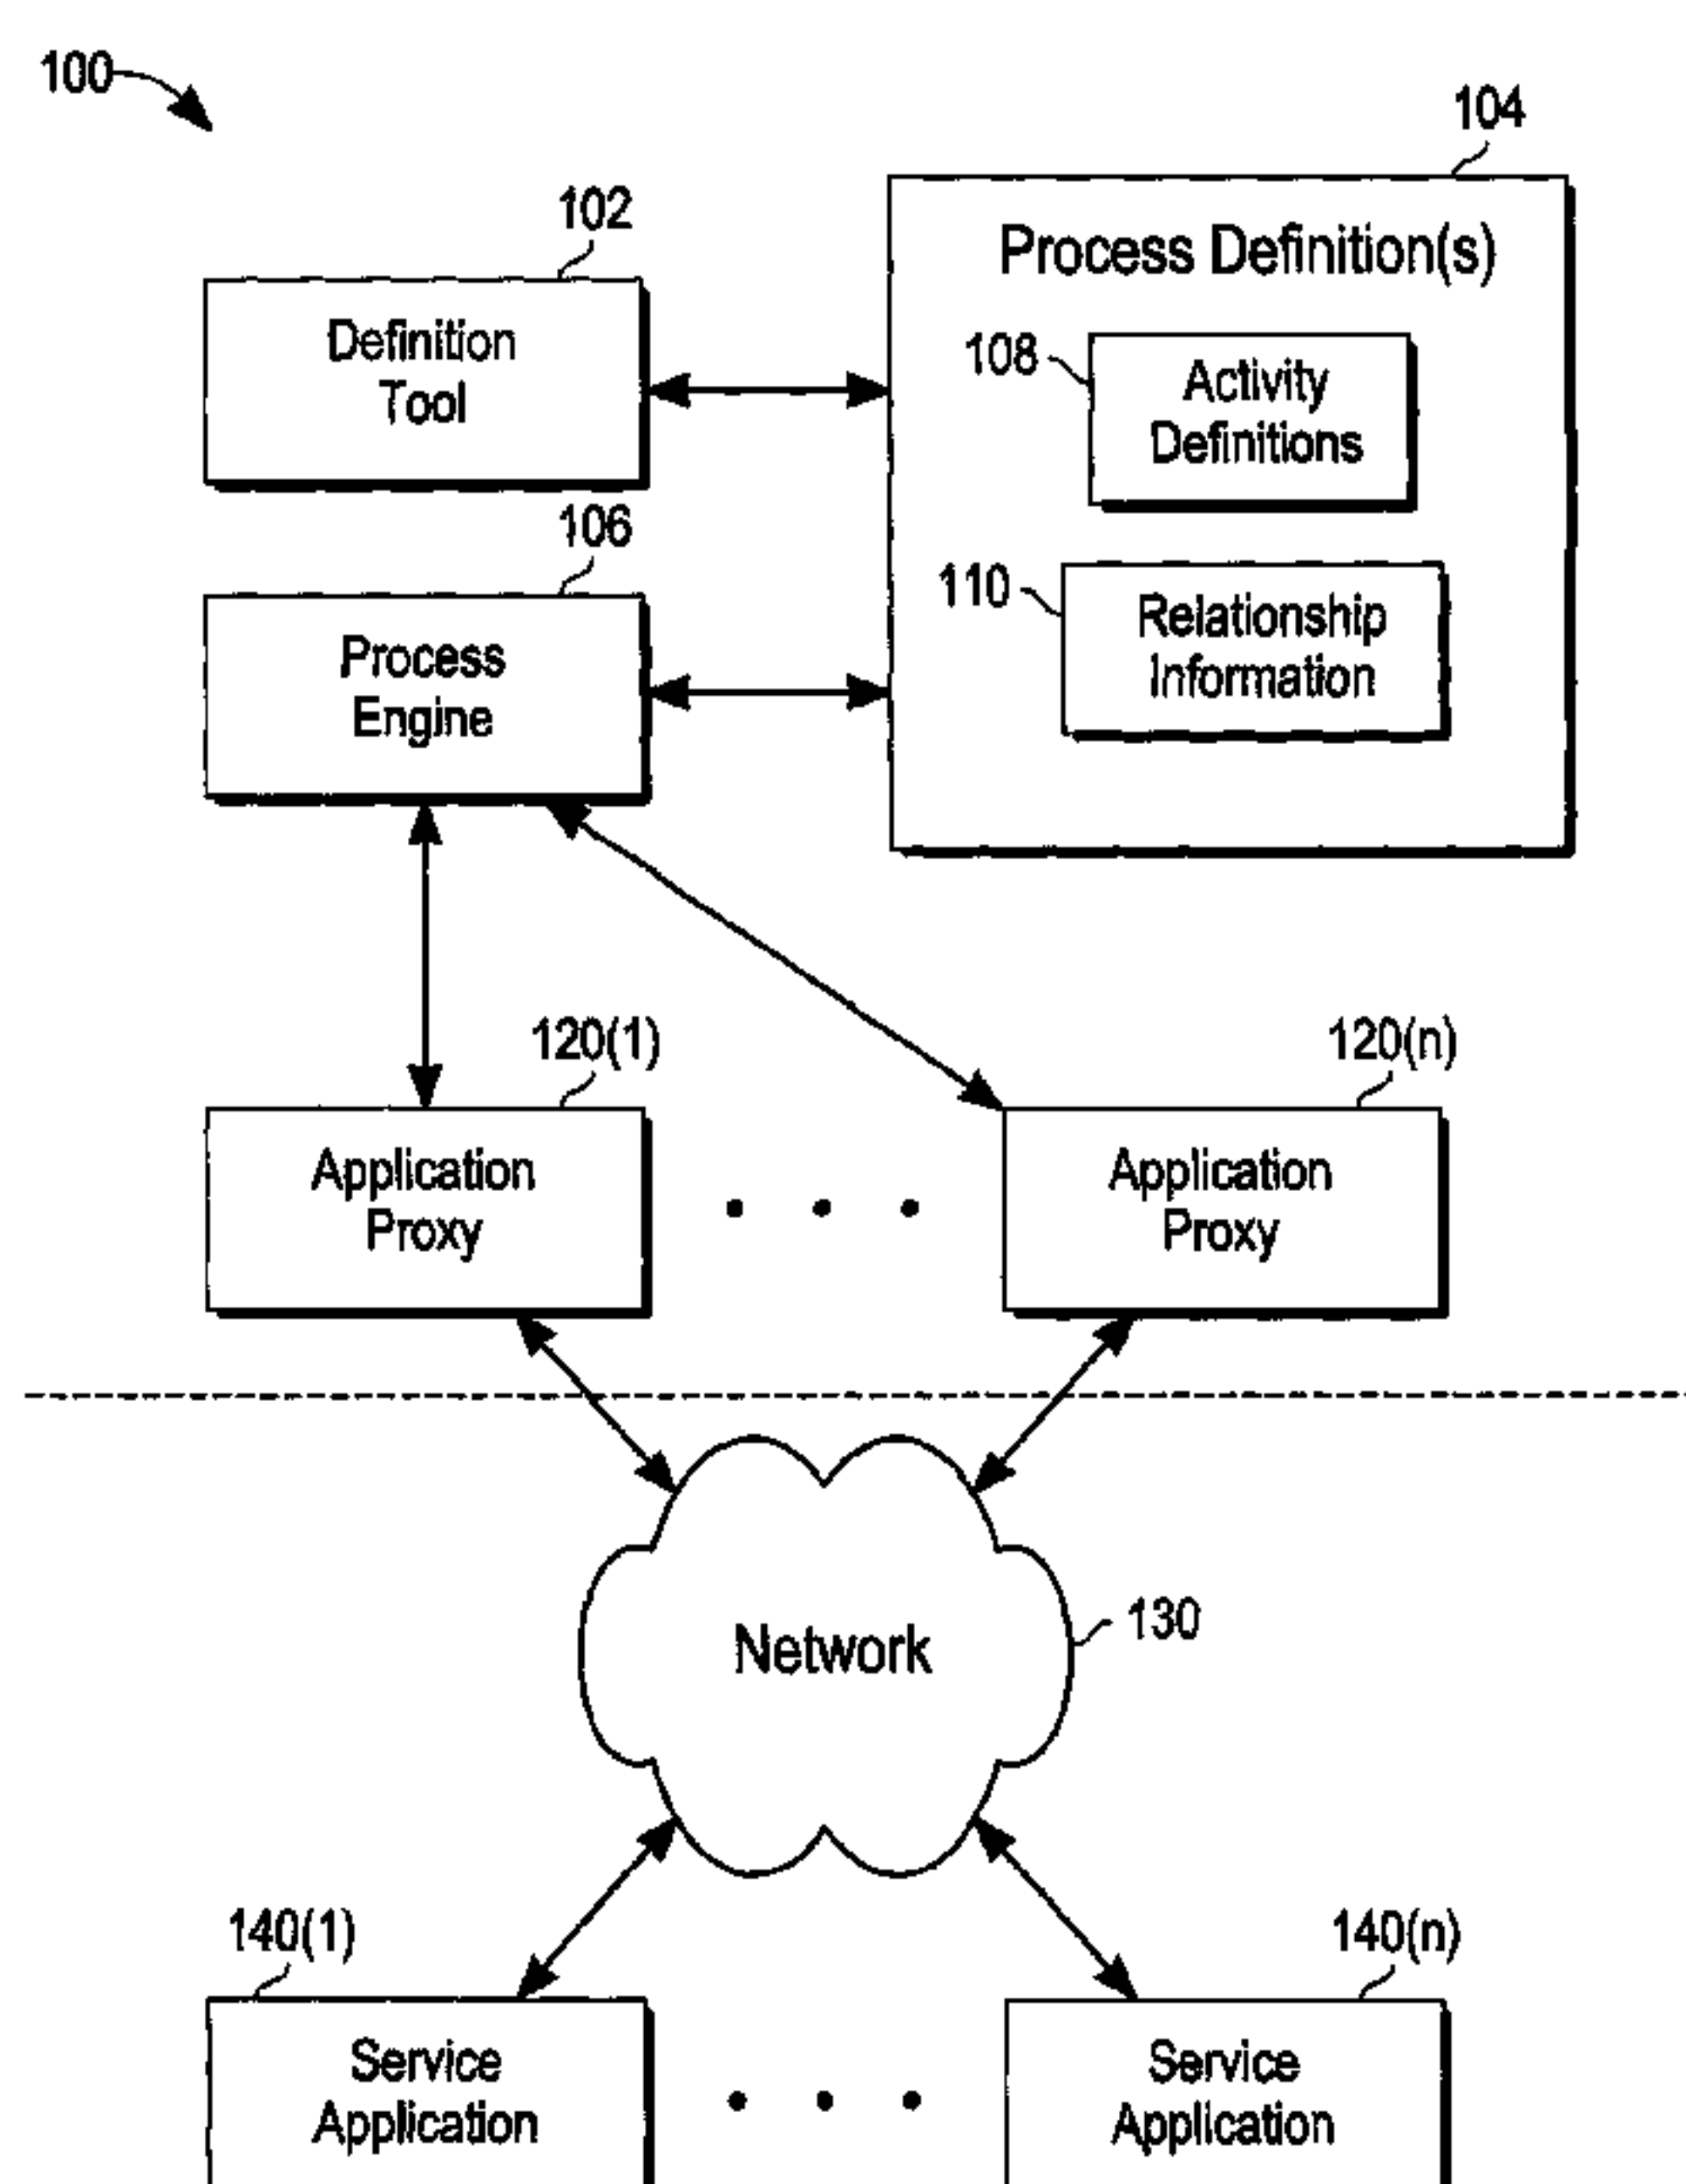 100
104
102
Process Definition(s)
Definition
Tool
108
Activity
Definitions
106
110
Relationship
Information
Process
Engine
120(1)
120(n)
Application
Proxy
Application
Proxy
Network
130
140(1)
140(n)
Service
Application
Service
Application